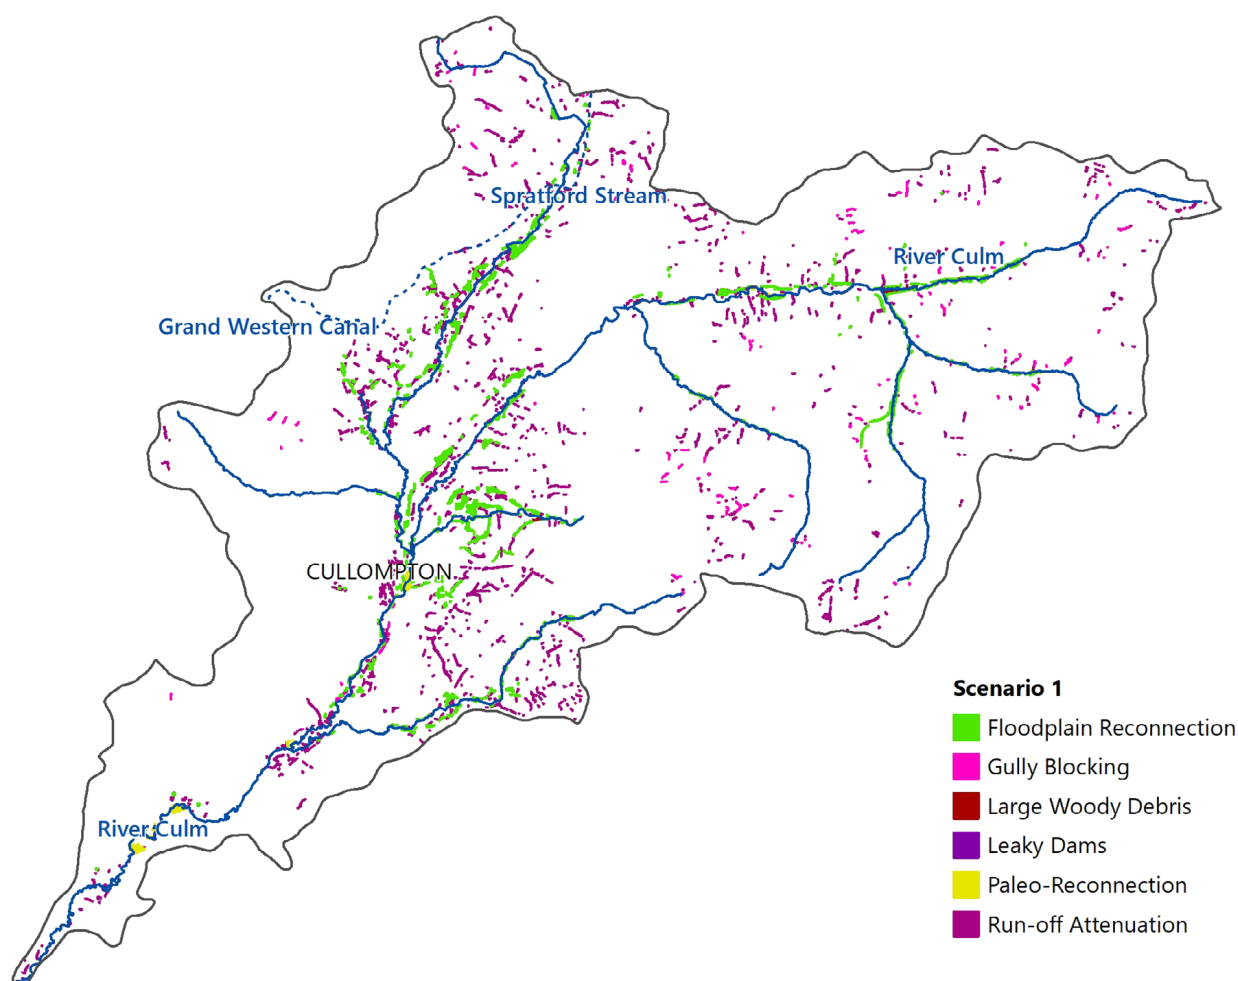 Spratford Stream
River Culm
Grand Western Canal
CULLOMPTON
River Culm
Scenario 1
Floodplain Reconnection
Gully Blocking
Large Woody Debris
Leaky Dams
Paleo-Reconnection
Run-off Attenuation